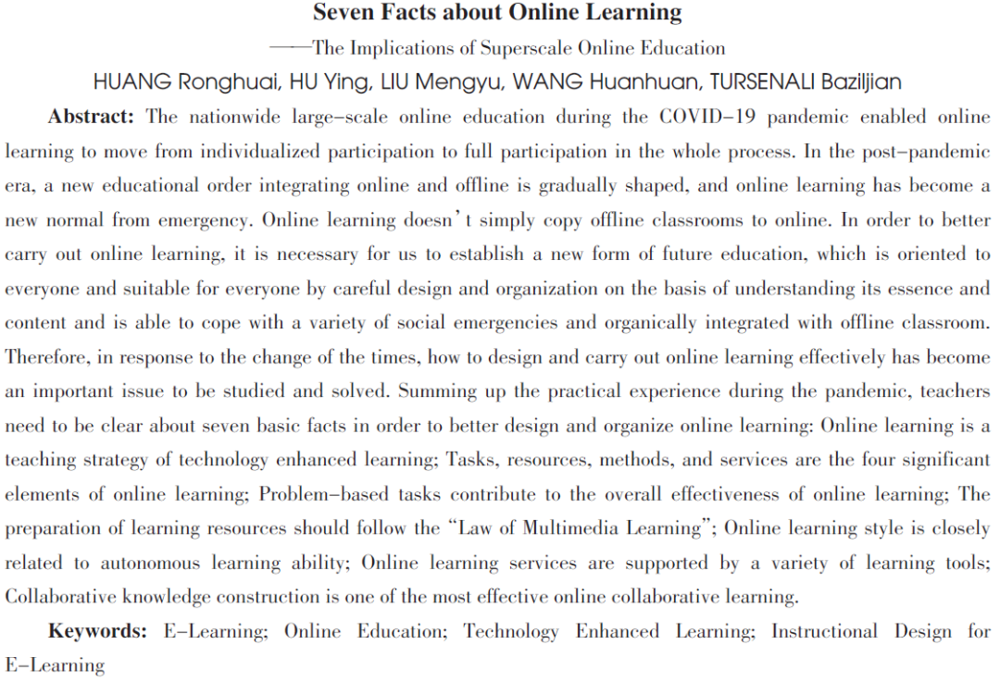 Seven Facts about Online Learning
——The Implications of Superscale Online Education
HUANG Ronghuai, HU Ying, LIU Mengyu, WANG Huanhuan, TURSENALI Baziljian
Abstract: The nationwide large-scale online education during the COVID-19 pandemic enabled online
learning to move from individualized participation to full participation in the whole process. In the post-pandemic
era, a new educational order integrating online and offline is gradually shaped, and online learning has become a
new normal from emergency. Online learning doesn't simply copy offline classrooms to online. In order to better
carry out online learning, it is necessary for us to establish a new form of future education, which is oriented to
everyone and suitable for everyone by careful design and organization on the basis of understanding its essence and
content and is able to cope with a variety of social emergencies and organically integrated with offline classroom.
Therefore, in response to the change of the times, how to design and carry out online learning effectively has become
an important issue to be studied and solved. Summing up the practical experience during the pandemic, teachers
need to be clear about seven basic facts in order to better design and organize online learning: Online learning is a
teaching strategy of technology enhanced learning; Tasks, resources, methods, and services are the four significant
elements of online learning; Problem-based tasks contribute to the overall effectiveness of online learning; The
preparation of learning resources should follow the "Law of Multimedia Learning"; Online learning style is closely
related to autonomous learning ability; Online learning services are supported by a variety of learning tools;
Collaborative knowledge construction is one of the most effective online collaborative learning.
Keywords: E-Learning; Online Education; Technology Enhanced Learning; Instructional Design for
E-Learning